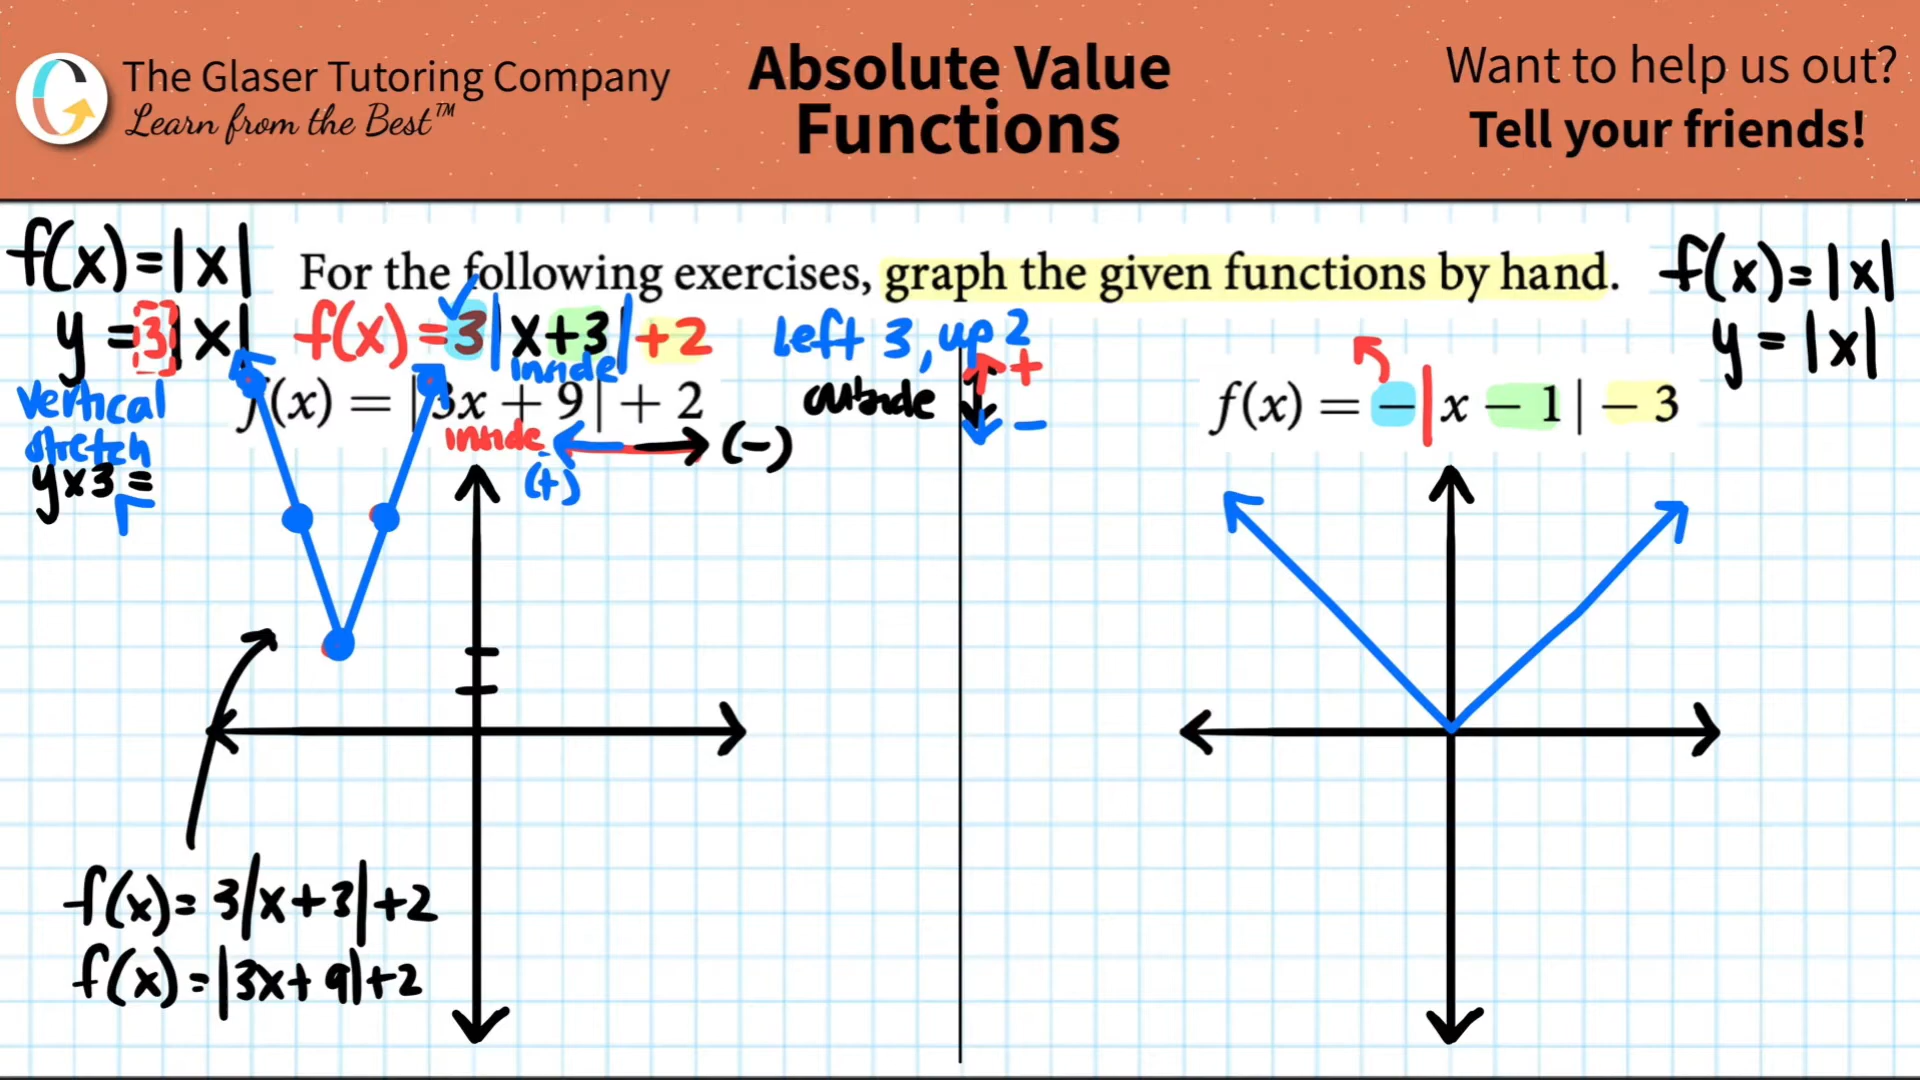 The Glaser Tutoring Company
Learn from the Best™
Absolute Value
Functions
Want to help us out?
Tell your friends!
f(x)=|x|
y = 3|x|
For the following exercises, graph the given functions by hand.
f(x)=|x|
y = |x|
f(x)=3|x+3|+2
left 3, up 2
inside
outside
+
-
vertical
stretch
yx3=
f(x) = |3x + 9| + 2
inside
(+)
(-)
f(x) = -|x - 1| - 3
f(x)= 3|x+3|+2
f(x)=|3x+9|+2